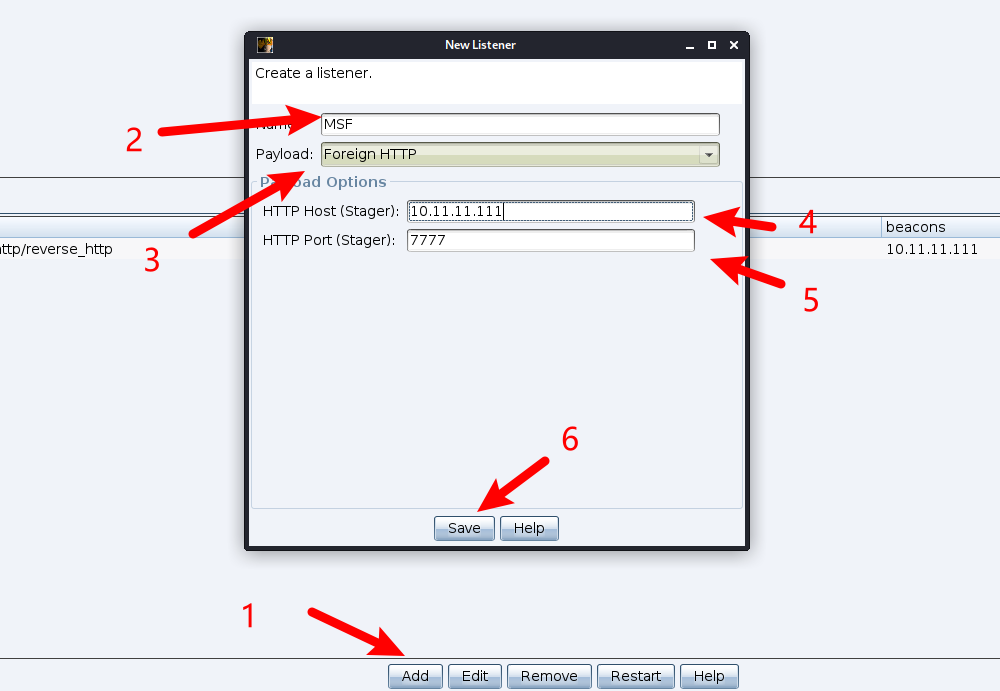 New Listener
Create a listener.
2
Name: MSF
Payload: Foreign HTTP
Payload Options
HTTP Host (Stager): 10.11.11.111
4
beacons
HTTP Port (Stager): 7777
ttp/reverse_http
10.11.11.111
3
5
6
Save Help
1
Add Edit Remove Restart Help